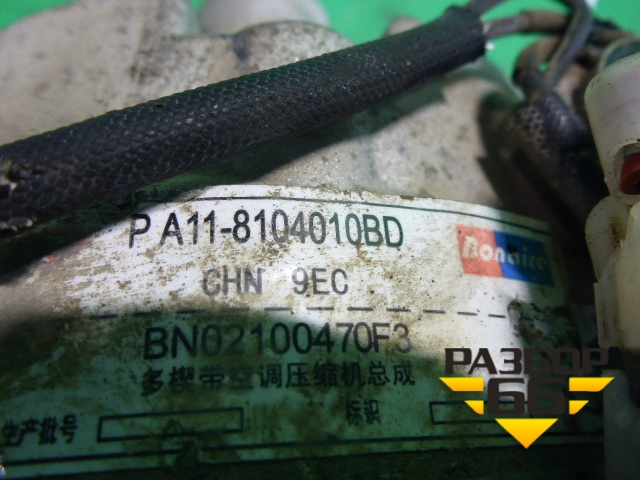 P A11-8104010BD
Bonaire
CHN 9EC
BN02100470F3
多楔带空调压缩机总成
生产批号 标识
РАЗБОР
66